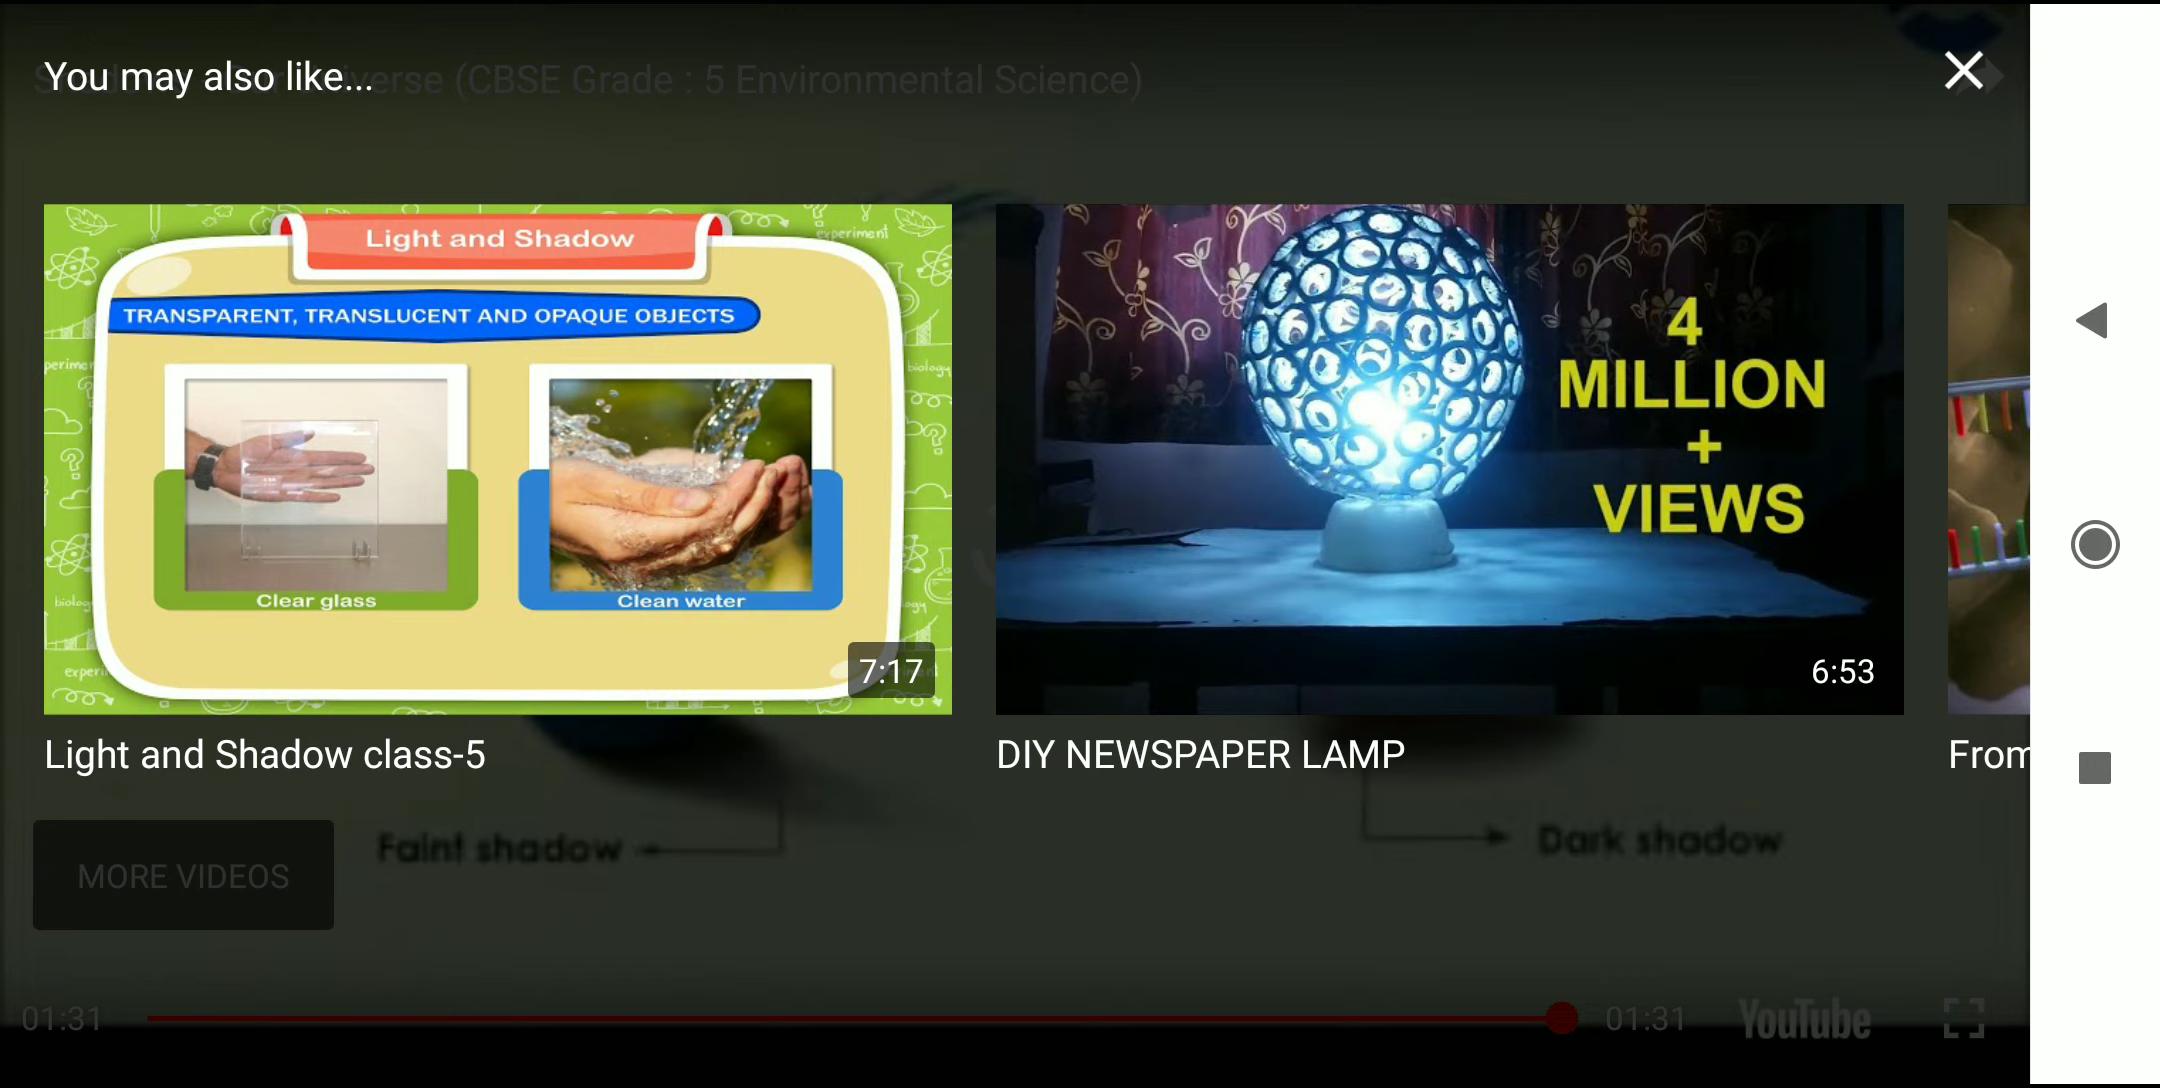 You may also like...
erse (CBSE Grade : 5 Environmental Science)
Light and Shadow
experiment
TRANSPARENT, TRANSLUCENT AND OPAQUE OBJECTS
biology
Clear glass
Clean water
7:17
4
MILLION
+
VIEWS
6:53
Light and Shadow class-5
DIY NEWSPAPER LAMP
From
Faint shadow
Dark shadow
MORE VIDEOS
01:31
01:31
YouTube